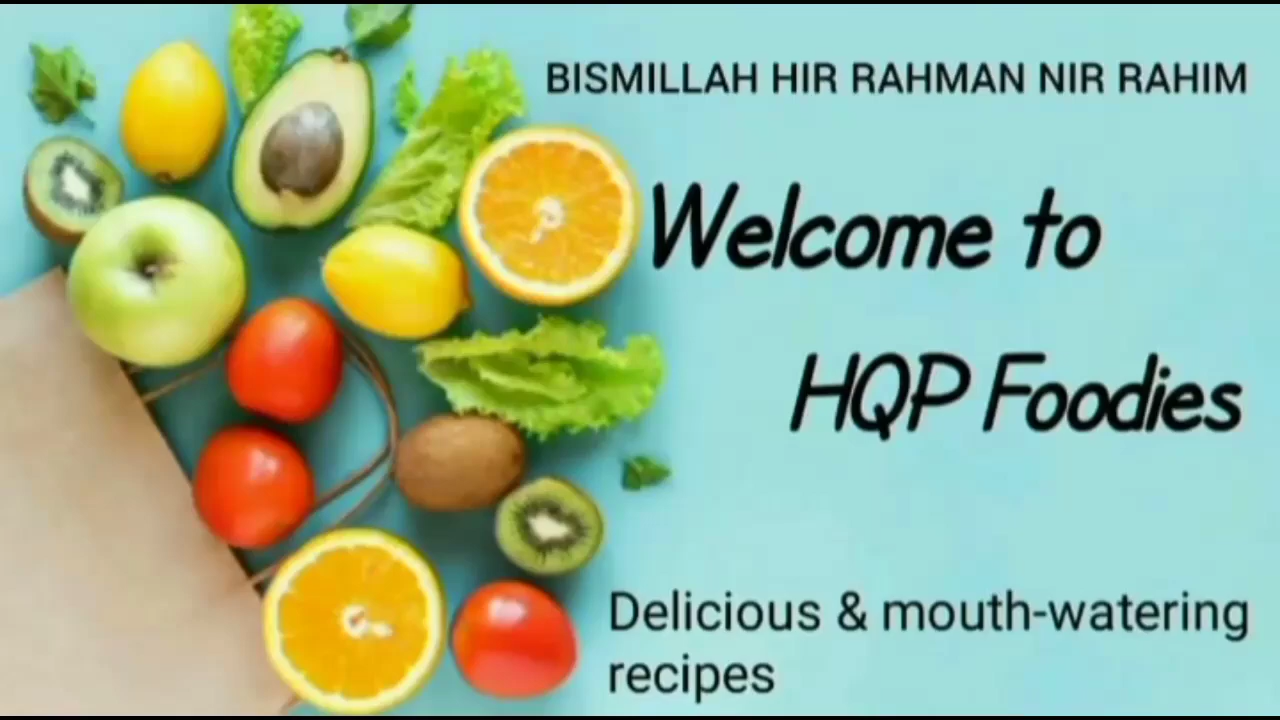 BISMILLAH HIR RAHMAN NIR RAHIM
Welcome to
HQP Foodies
Delicious & mouth-watering
recipes